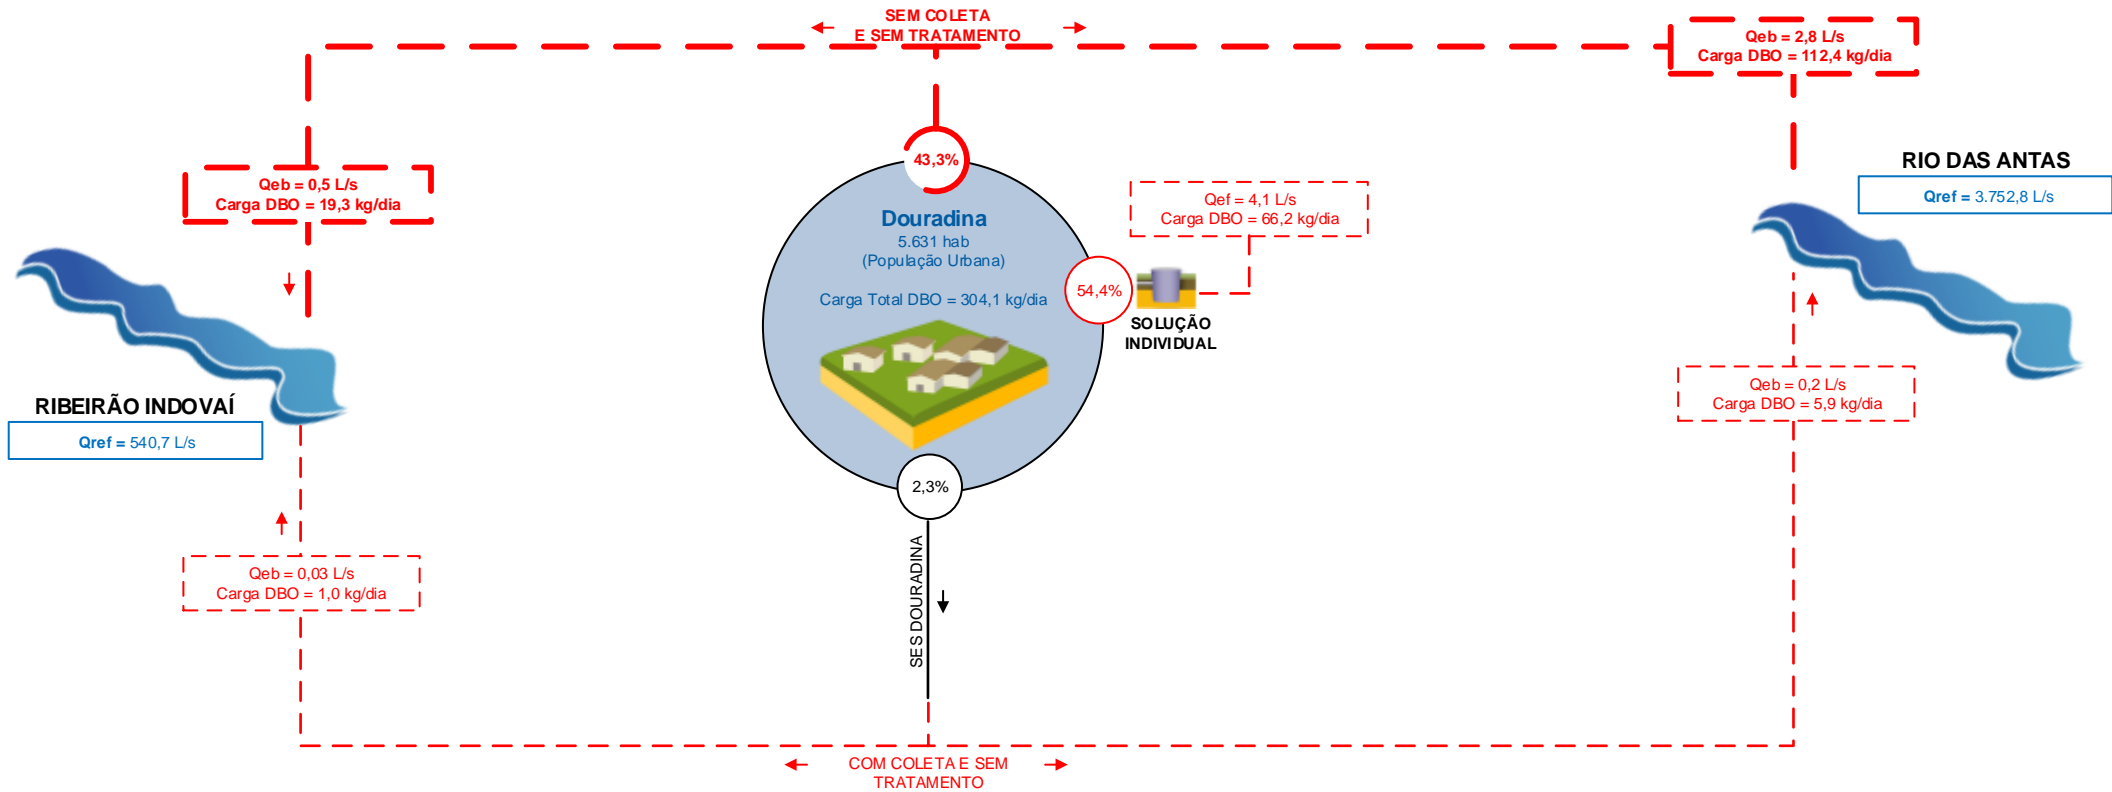 SEM COLETA
E SEM TRATAMENTO
Qeb = 2,8 L/s
Carga DBO = 112,4 kg/dia
43,3%
RIO DAS ANTAS
Qref = 3.752,8 L/s
Qeb = 0,5 L/s
Carga DBO = 19,3 kg/dia
Qef = 4,1 L/s
Carga DBO = 66,2 kg/dia
Douradina
5.631 hab
(População Urbana)
Carga Total DBO = 304,1 kg/dia
54,4%
SOLUÇÃO
INDIVIDUAL
RIBEIRÃO INDOVAÍ
Qref = 540,7 L/s
Qeb = 0,2 L/s
Carga DBO = 5,9 kg/dia
2,3%
SES DOURADINA
Qeb = 0,03 L/s
Carga DBO = 1,0 kg/dia
COM COLETA E SEM
TRATAMENTO